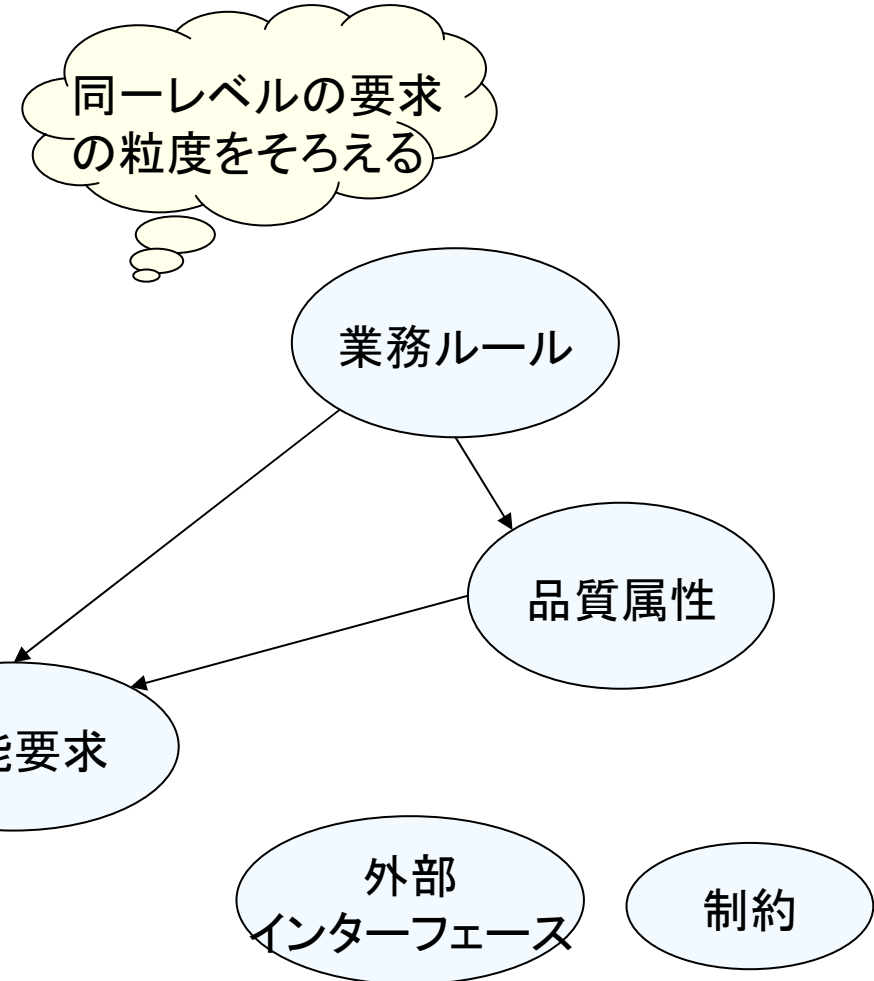 同一レベルの要求
の粒度をそろえる
業務ルール
品質属性
能要求
外部
インターフェース
制約